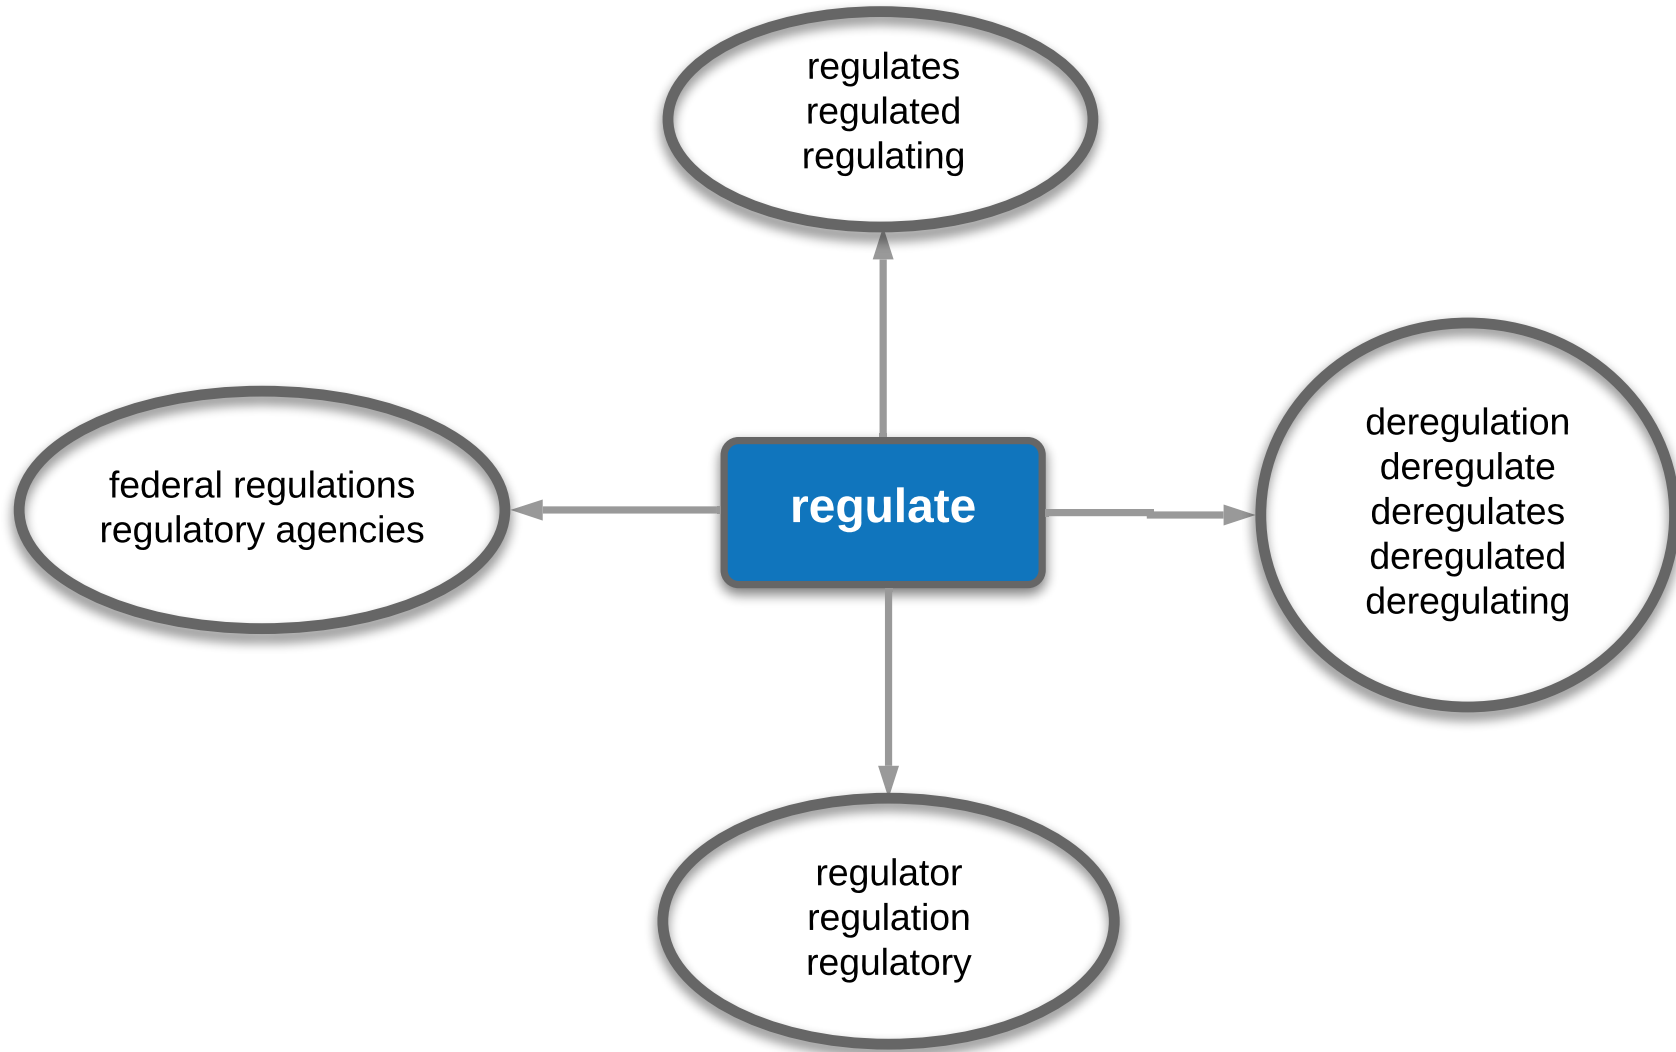 regulates
regulated
regulating
federal regulations
regulatory agencies
regulate
deregulation
deregulate
deregulates
deregulated
deregulating
regulator
regulation
regulatory